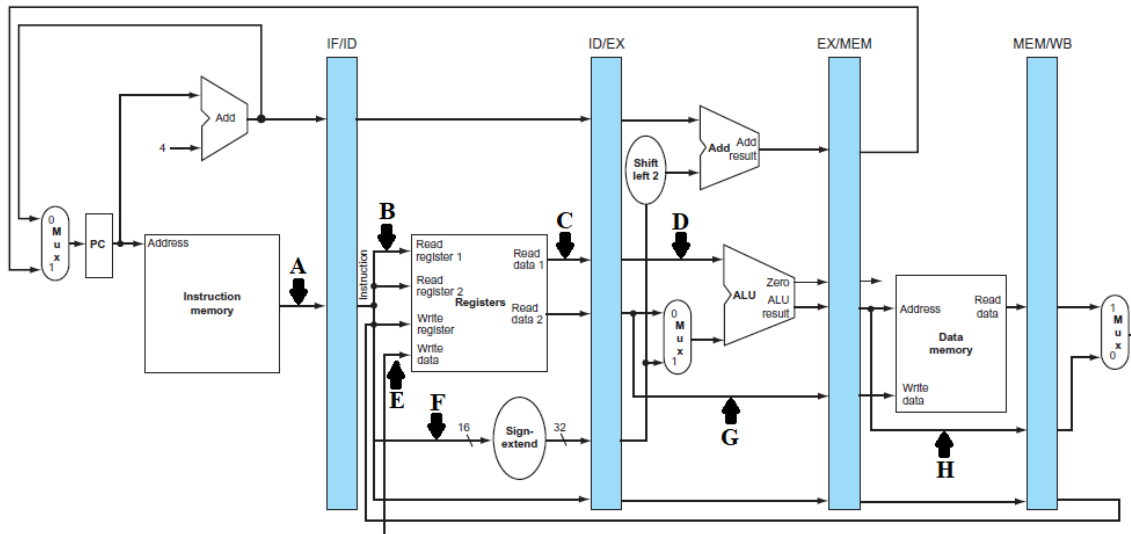 IF/ID
ID/EX
EX/MEM
MEM/WB
Add
4
Add
Add
result
Shift
left 2
0
M
u
x
1
PC
Address
Instruction
memory
A
Instruction
B
Read
register 1
Read
register 2
Write
register
Write
data
Registers
Read
data 1
Read
data 2
C
D
E
F
16
Sign-
extend
32
0
M
u
x
1
ALU
Zero
ALU
result
G
Address
Write
data
Data
memory
Read
data
H
1
M
u
x
0